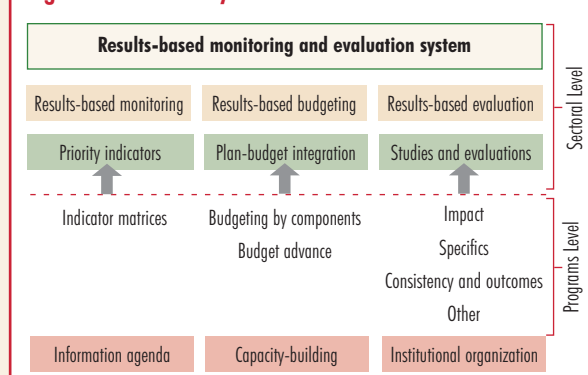 Results-based monitoring and evaluation system
Results-based monitoring
Results-based budgeting
Results-based evaluation
Priority indicators
Plan-budget integration
Studies and evaluations
Sectoral Level
Indicator matrices
Budgeting by components
Budget advance
Impact
Specifics
Consistency and outcomes
Other
Programs Level
Information agenda
Capacity-building
Institutional organization